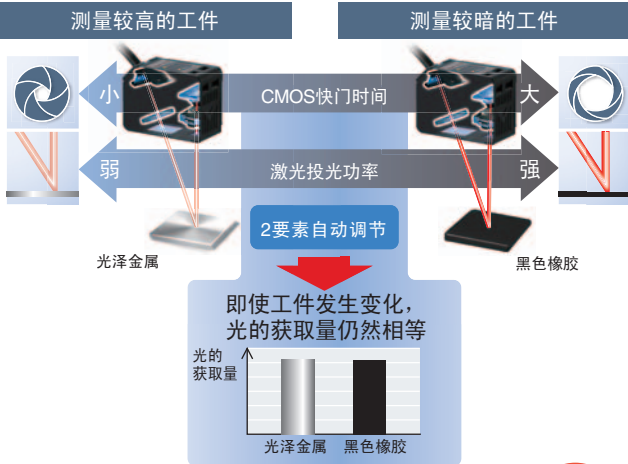 测量较高的工件
测量较暗的工件
小
CMOS快门时间
大
弱
激光投光功率
强
光泽金属
2要素自动调节
黑色橡胶
即使工件发生变化，
光的获取量仍然相等
光的
获取量
光泽金属
黑色橡胶